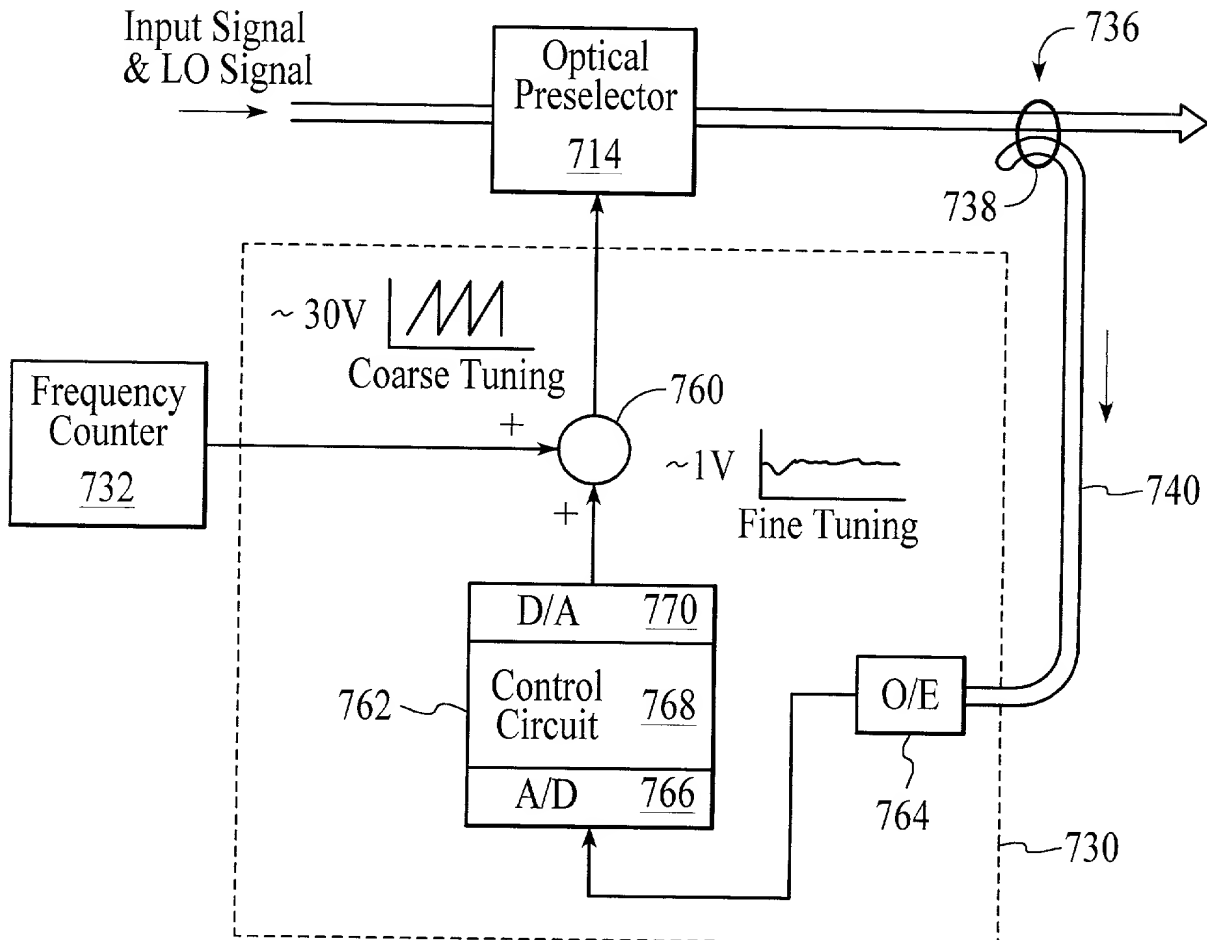 Input Signal
& LO Signal
Optical
Preselector
714
736
738
~ 30V
Coarse Tuning
760
Frequency
Counter
732
+
~1V
Fine Tuning
+
740
D/A 770
762
Control
Circuit
768
A/D 766
O/E
764
730